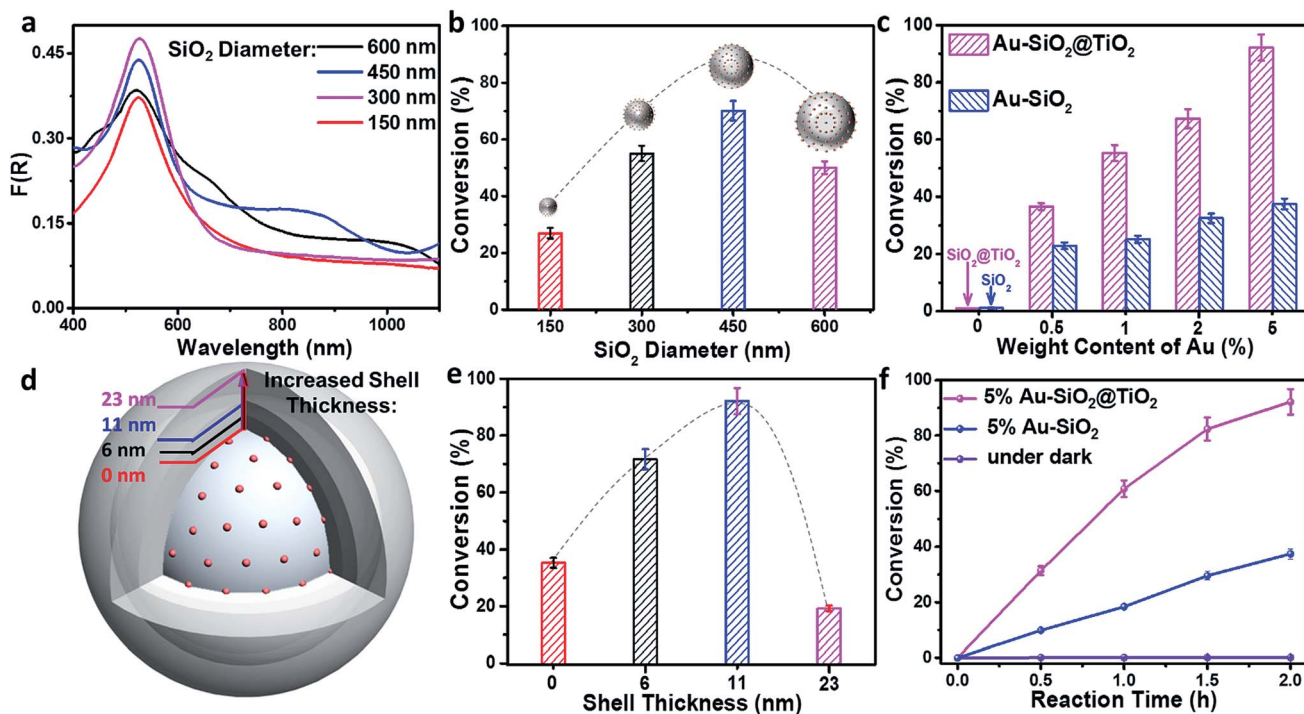 a
SiO₂ Diameter:
600 nm
450 nm
300 nm
150 nm
0.45
0.30
0.15
0.00
F(R)
400 600 800 1000
Wavelength (nm)
b
100
80
60
40
20
0
Conversion (%)
150 300 450 600
SiO₂ Diameter (nm)
c
Au-SiO₂@TiO₂
Au-SiO₂
100
80
60
40
20
0
Conversion (%)
SiO₂@TiO₂
SiO₂
0 0.5 1 2 5
Weight Content of Au (%)
d
Increased Shell
Thickness:
23 nm
11 nm
6 nm
0 nm
e
100
80
60
40
20
0
Conversion (%)
0 6 11 23
Shell Thickness (nm)
f
5% Au-SiO₂@TiO₂
5% Au-SiO₂
under dark
100
80
60
40
20
0
Conversion (%)
0.0 0.5 1.0 1.5 2.0
Reaction Time (h)